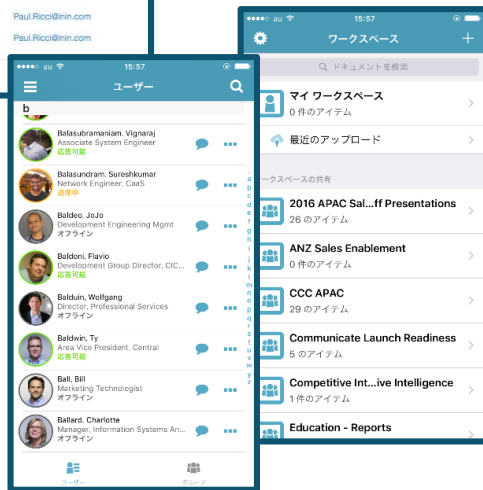 Paul.Ricci@inin.com
Paul.Ricci@inin.com
au 15:57
ユーザー
b
Balasubramaniam, Vignaraj
Associate System Engineer
応答可能
Balasundram, Sureshkumar
Network Engineer, CaaS
退席中
Baldeo, JoJo
Development Engineering Mgmt
オフライン
Baldoni, Flavio
Development Group Director, CIC...
応答可能
Balduin, Wolfgang
Director, Professional Services
オフライン
Baldwin, Ty
Area Vice President, Central
応答可能
Ball, Bill
Marketing Technologist
オフライン
Ballard, Charlotte
Manager, Information Systems An...
オフライン
a
b
c
d
e
f
g
h
i
j
k
l
m
n
o
p
q
r
s
t
u
v
w
y
z
ユーザー
グループ
au 15:57
ワークスペース
ドキュメントを検索
マイ ワークスペース
0 件のアイテム
最近のアップロード
ークスペースの共有
2016 APAC Sal...ff Presentations
26 のアイテム
ANZ Sales Enablement
0 件のアイテム
CCC APAC
29 のアイテム
Communicate Launch Readiness
5 のアイテム
Competitive Int...ive Intelligence
1 件のアイテム
Education - Reports